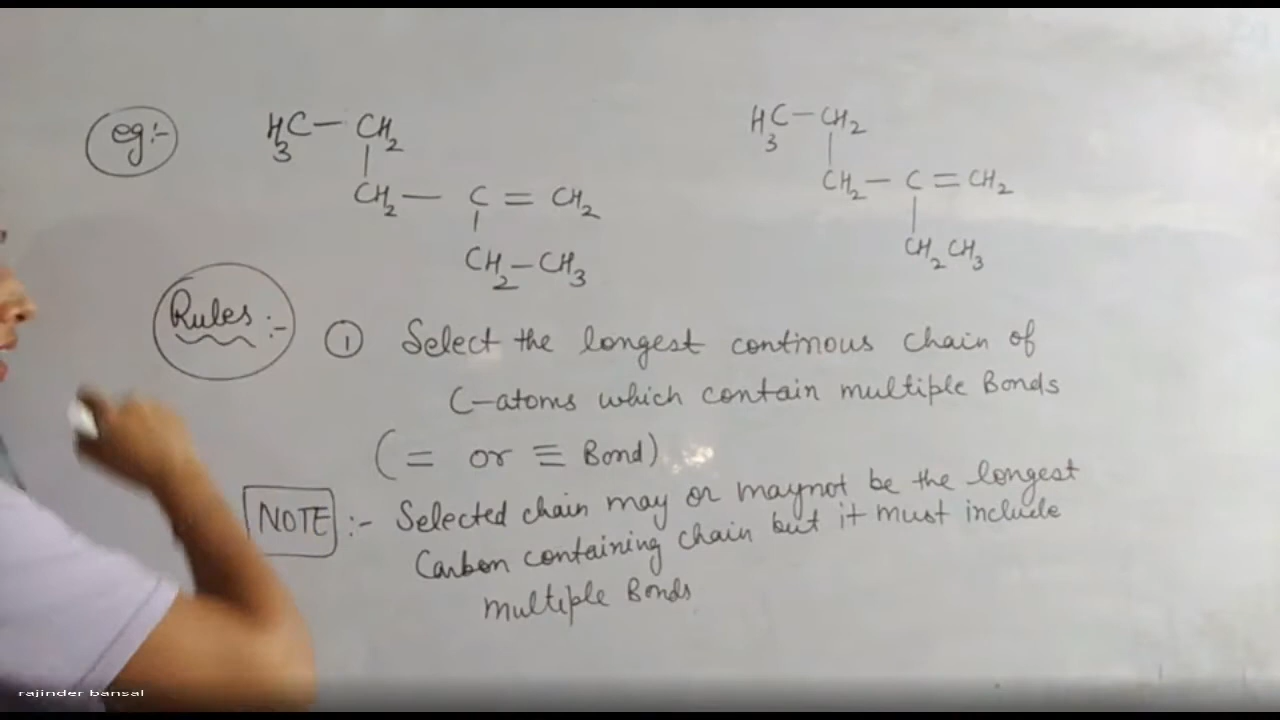 eg:-
H3C - CH2
CH2 - C = CH2
CH2 - CH3
H3C - CH2
CH2 - C = CH2
CH2 CH3
Rules :-
① Select the longest continous chain of
C-atoms which contain multiple Bonds
(= or ≡ Bond)
NOTE :- Selected chain may or maynot be the longest
Carbon containing chain but it must include
multiple Bonds
rajinder bansal